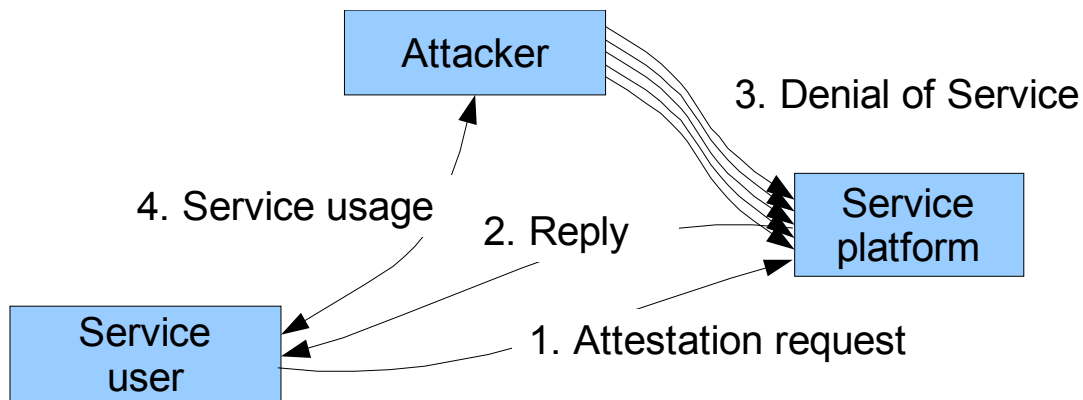 Attacker
3. Denial of Service
Service
platform
4. Service usage
2. Reply
Service
user
1. Attestation request